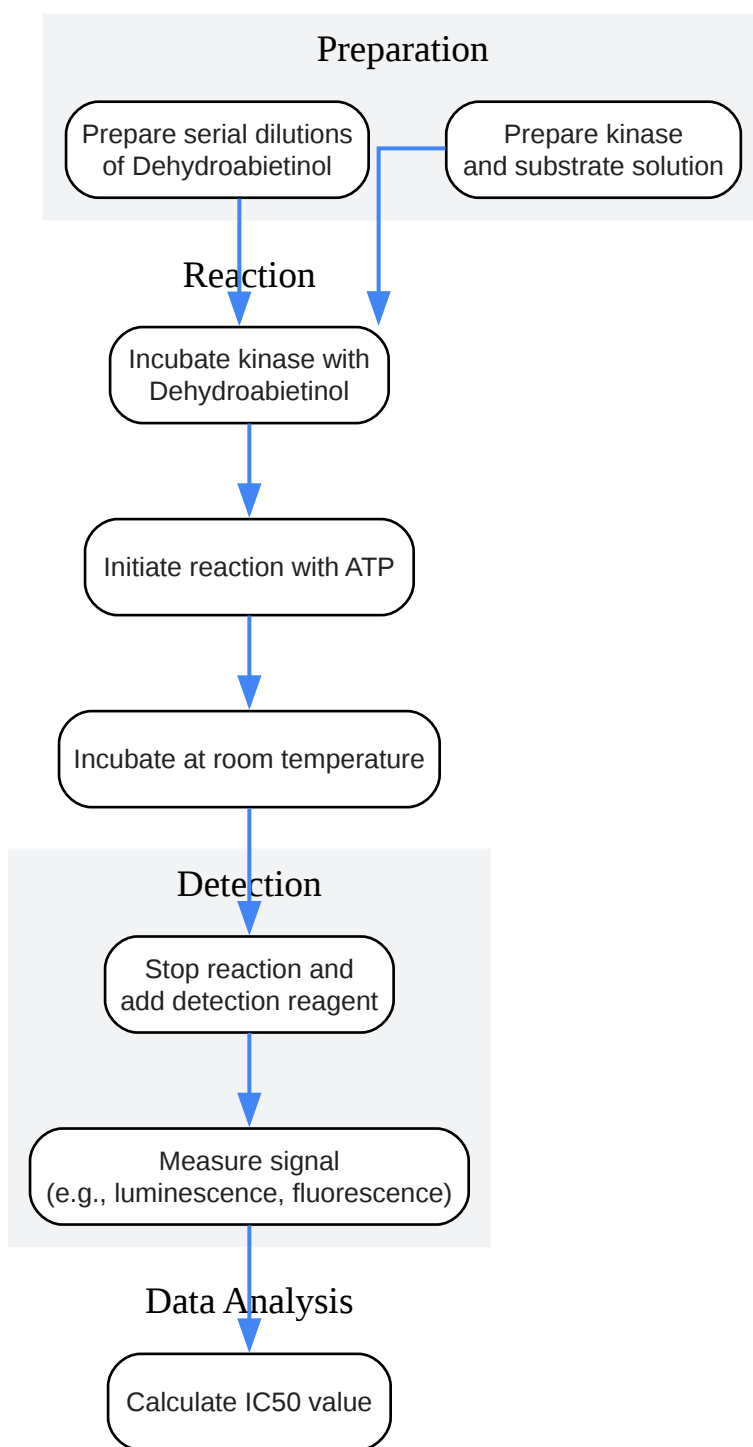 Preparation
Prepare serial dilutions
of Dehydroabietinol
Prepare kinase
and substrate solution
Reaction
Incubate kinase with
Dehydroabietinol
Initiate reaction with ATP
Incubate at room temperature
Detection
Stop reaction and
add detection reagent
Measure signal
(e.g., luminescence, fluorescence)
Data Analysis
Calculate IC50 value